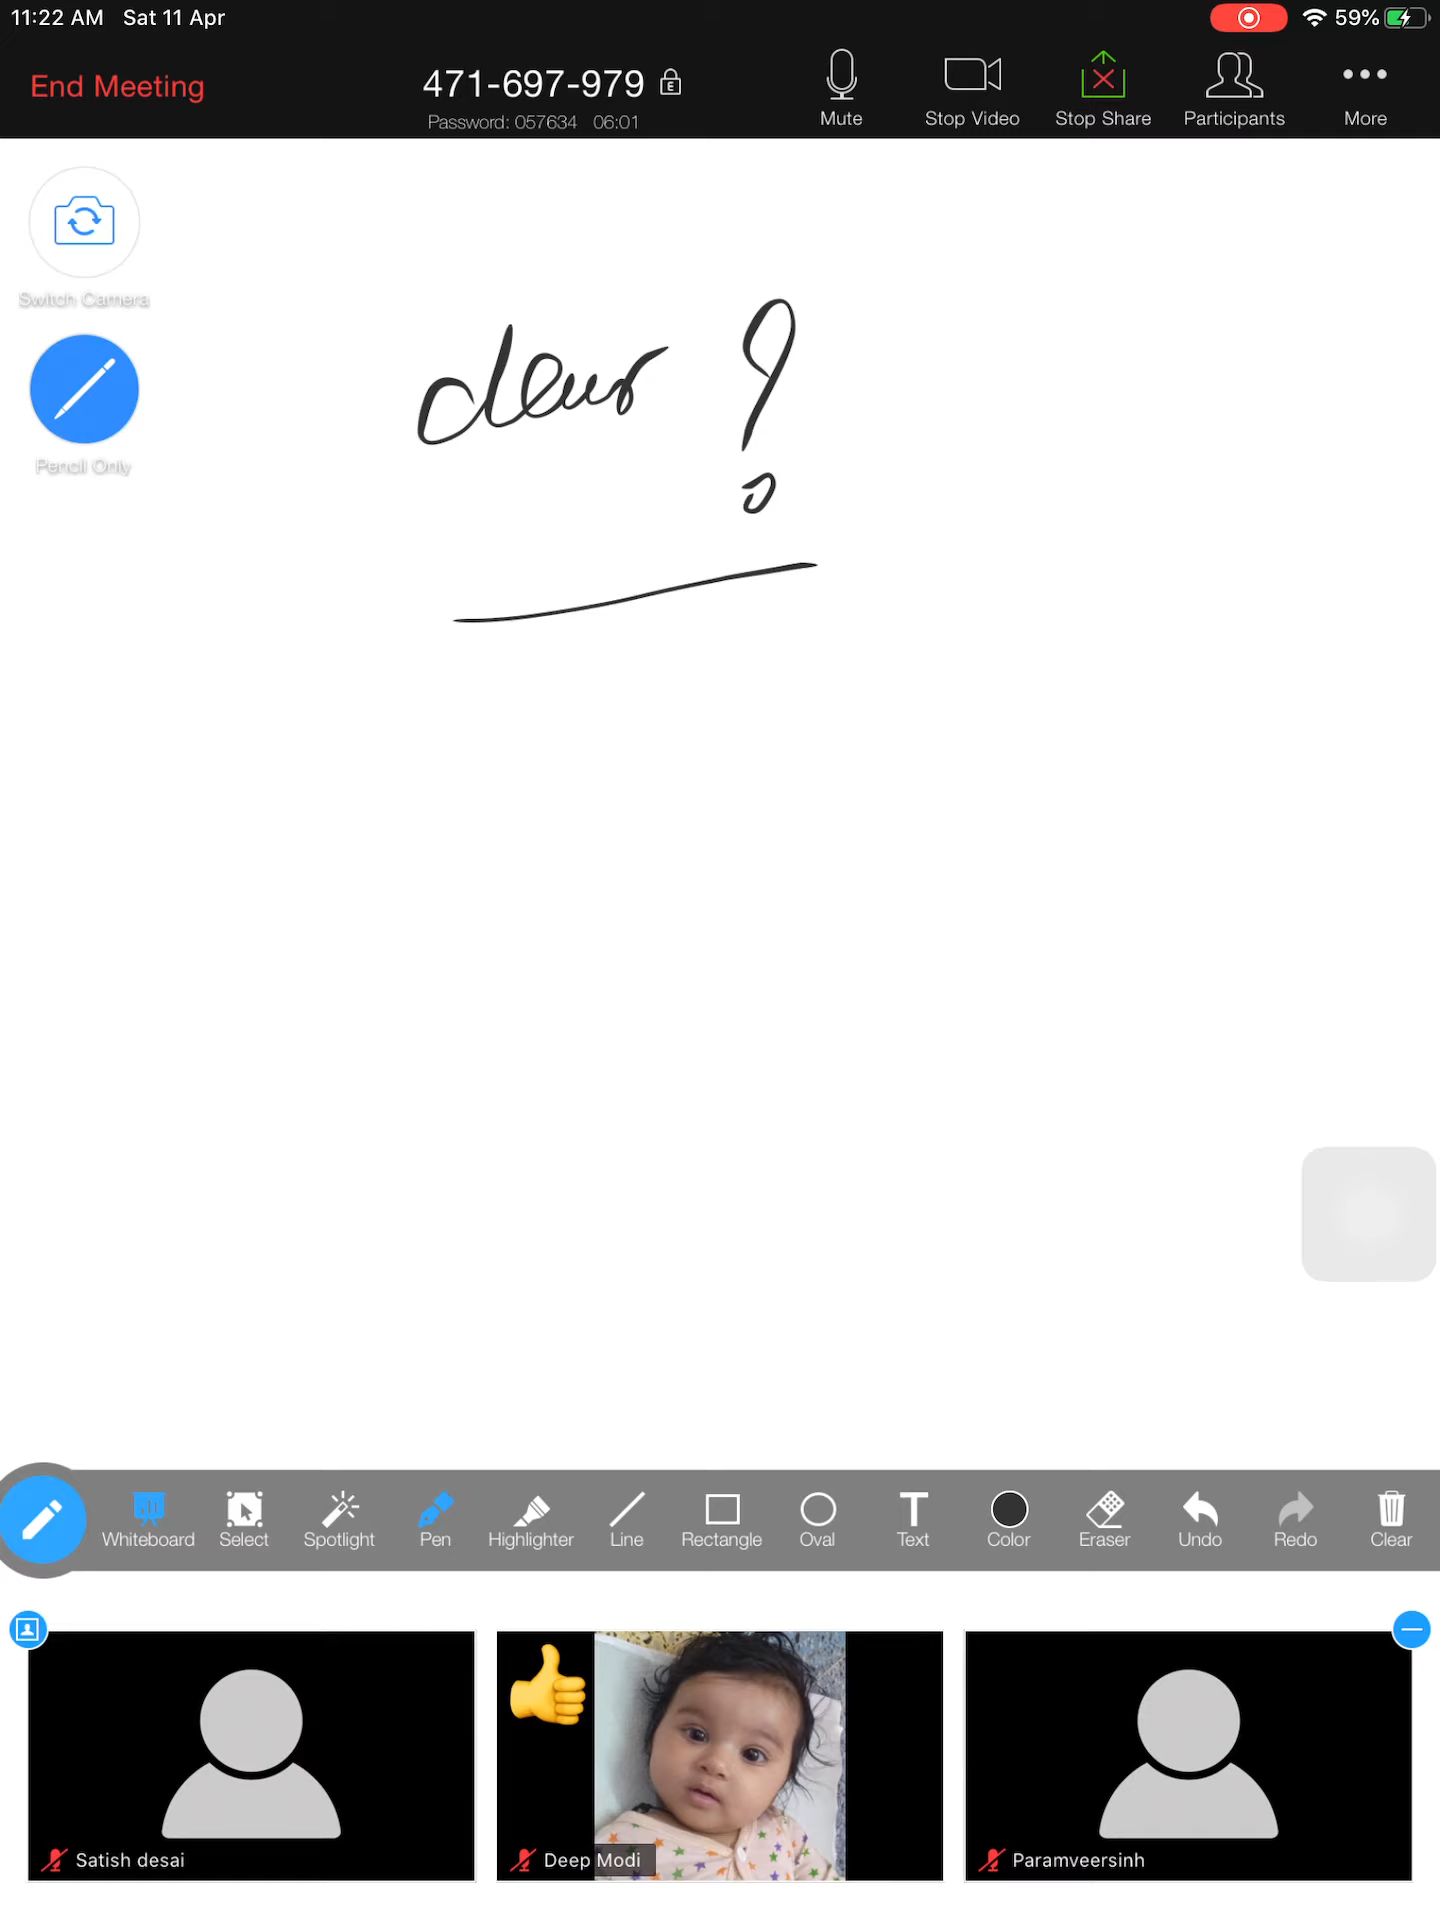 11:22 AM Sat 11 Apr 59%
End Meeting
471-697-979
Password: 057634 06:01
Mute Stop Video Stop Share Participants More
Switch Camera
Pencil Only
?
Whiteboard Select Spotlight Pen Highlighter Line Rectangle Oval Text Color Eraser Undo Redo Clear
Satish desai Deep Modi Paramveersinh